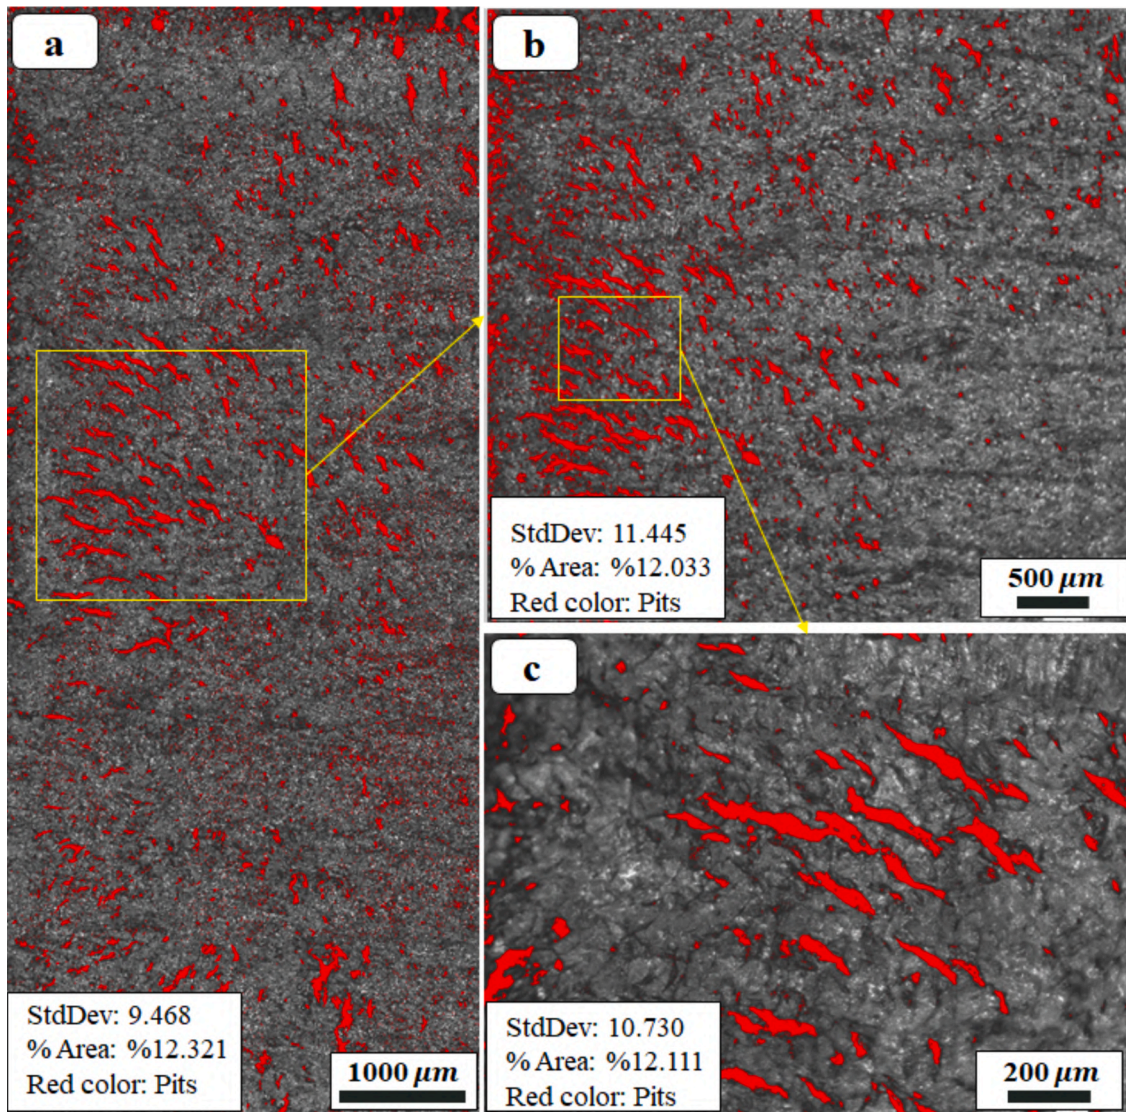 a
StdDev: 9.468
% Area: %12.321
Red color: Pits
1000 µm
b
StdDev: 11.445
% Area: %12.033
Red color: Pits
500 µm
c
StdDev: 10.730
% Area: %12.111
Red color: Pits
200 µm